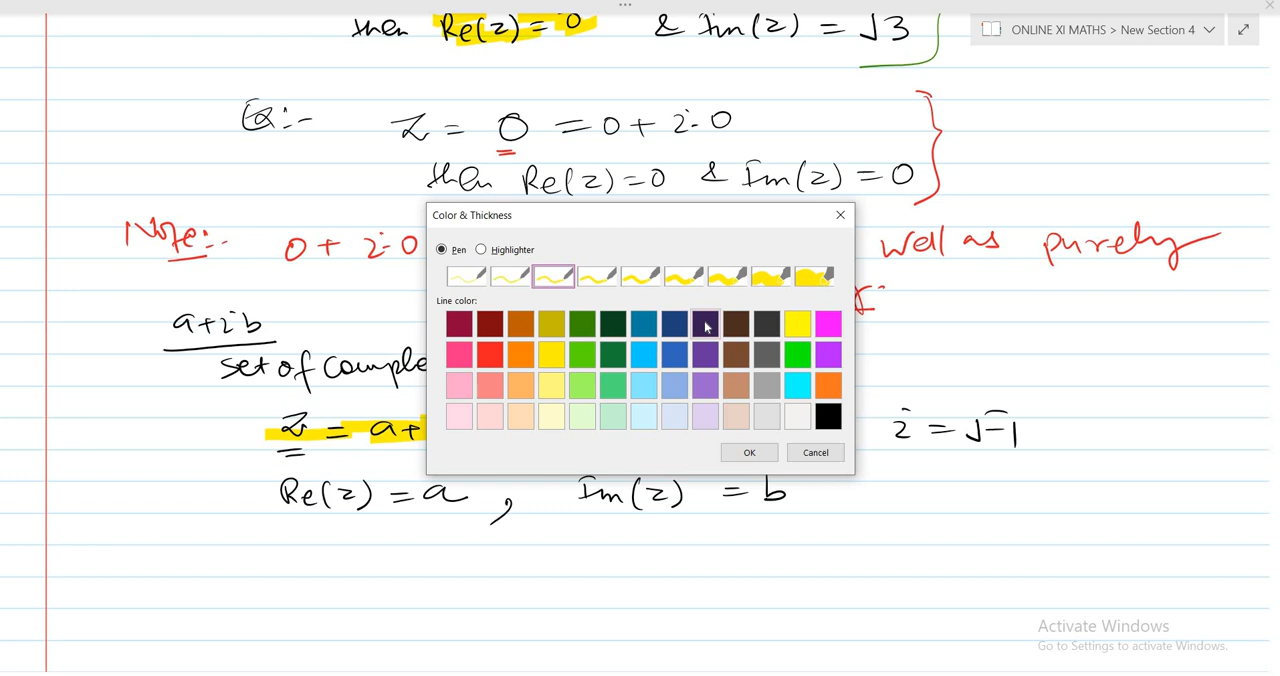 then Re(z) = 0 & Im(z) = √3
ONLINE XI MATHS > New Section 4
Ex:- z = 0 = 0 + i·0
then Re(z) = 0 & Im(z) = 0
Color & Thickness
Note:- 0 + i·0 well as purely
Pen Highlighter
Line color:
a+ib
set of comple
z = a+ i = √-1
OK Cancel
Re(z) = a , Im(z) = b
Activate Windows
Go to Settings to activate Windows.